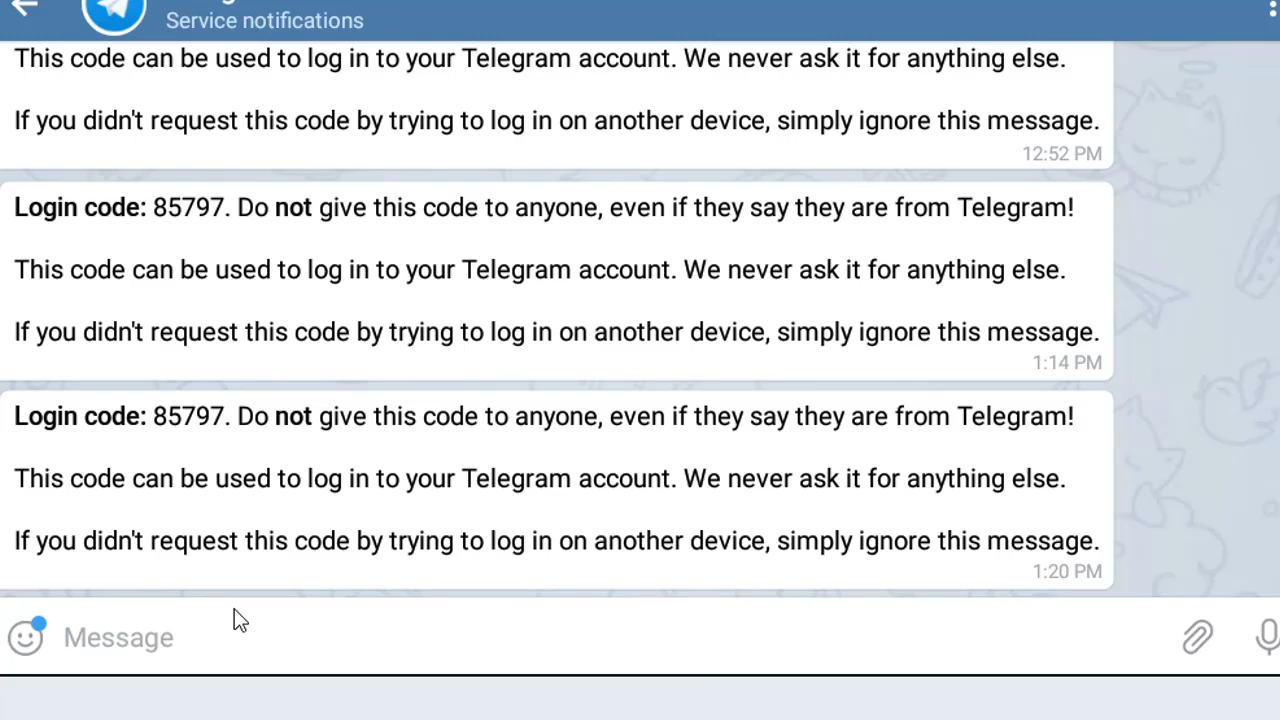 Service notifications
This code can be used to log in to your Telegram account. We never ask it for anything else.
If you didn't request this code by trying to log in on another device, simply ignore this message.
12:52 PM
Login code: 85797. Do not give this code to anyone, even if they say they are from Telegram!
This code can be used to log in to your Telegram account. We never ask it for anything else.
If you didn't request this code by trying to log in on another device, simply ignore this message.
1:14 PM
Login code: 85797. Do not give this code to anyone, even if they say they are from Telegram!
This code can be used to log in to your Telegram account. We never ask it for anything else.
If you didn't request this code by trying to log in on another device, simply ignore this message.
1:20 PM
Message